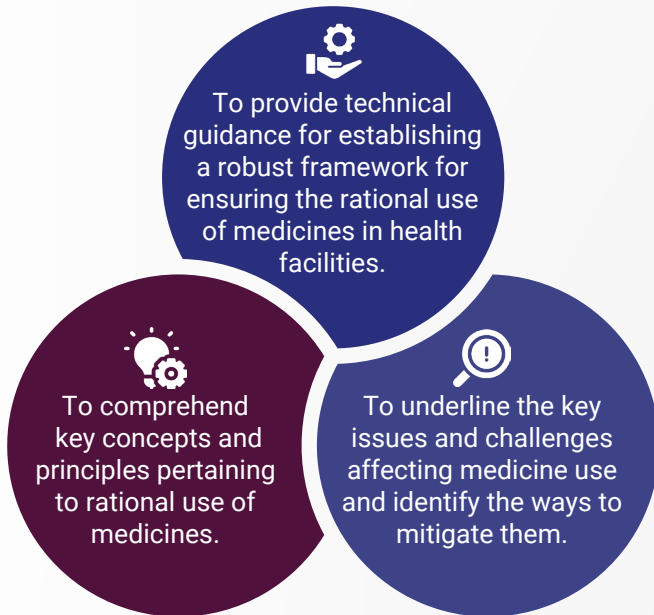 To provide technical
guidance for establishing
a robust framework for
ensuring the rational use
of medicines in health
facilities.
To comprehend
key concepts and
principles pertaining
to rational use of
medicines.
To underline the key
issues and challenges
affecting medicine use
and identify the ways to
mitigate them.